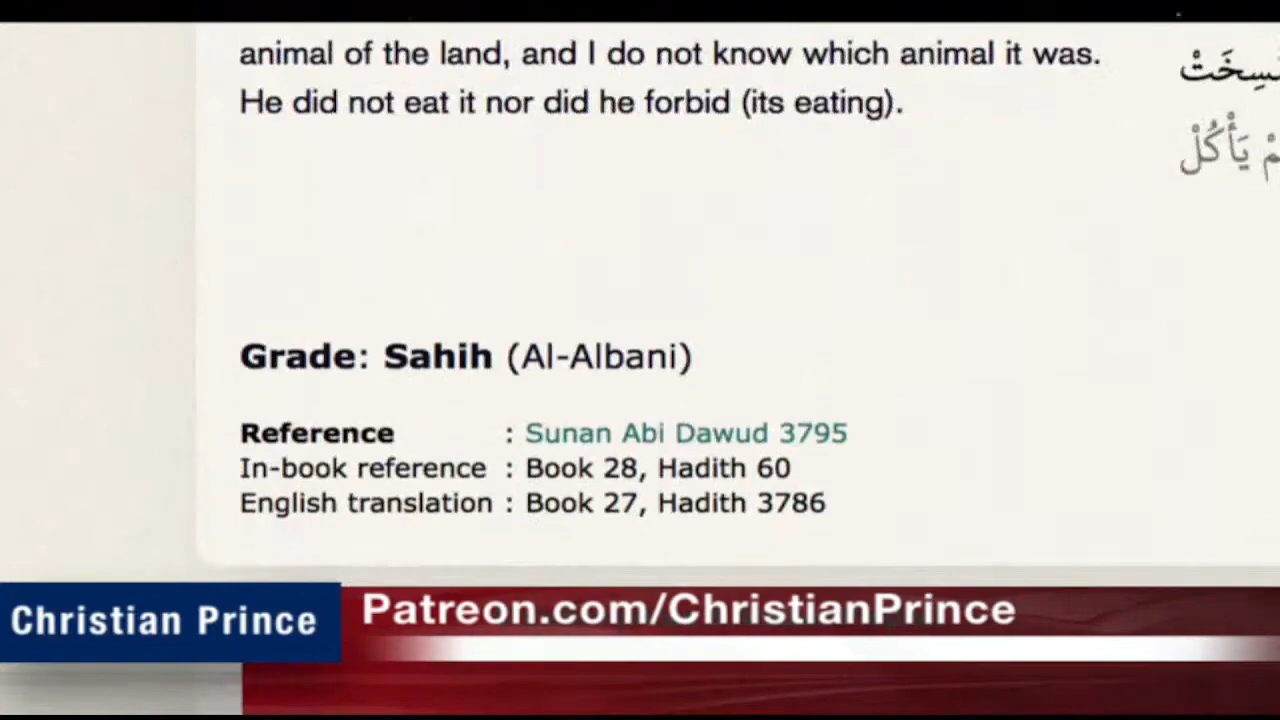 animal of the land, and I do not know which animal it was.
He did not eat it nor did he forbid (its eating).
يَأْكُلْ
Grade: Sahih (Al-Albani)
Reference : Sunan Abi Dawud 3795
In-book reference : Book 28, Hadith 60
English translation : Book 27, Hadith 3786
Christian Prince
Patreon.com/ChristianPrince